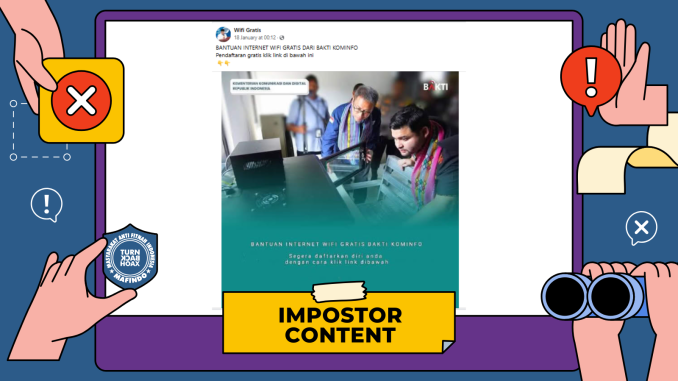 Wifi Gratis
18 January at 00:12
BANTUAN INTERNET WIFI GRATIS DARI BAKTI KOMINFO
Pendaftaran gratis klik link di bawah ini
KEMENTERIAN KOMUNIKASI DAN DIGITAL
REPUBLIK INDONESIA
BAKTI
BANTUAN INTERNET WIFI GRATIS BAKTI KOMINFO
Segera daftarkan diri anda
dengan cara klik link dibawah
MASYARAKAT ANTI FITNAH INDONESIA
TURN
BACK
HOAX
MAFINDO
IMPOSTOR
CONTENT